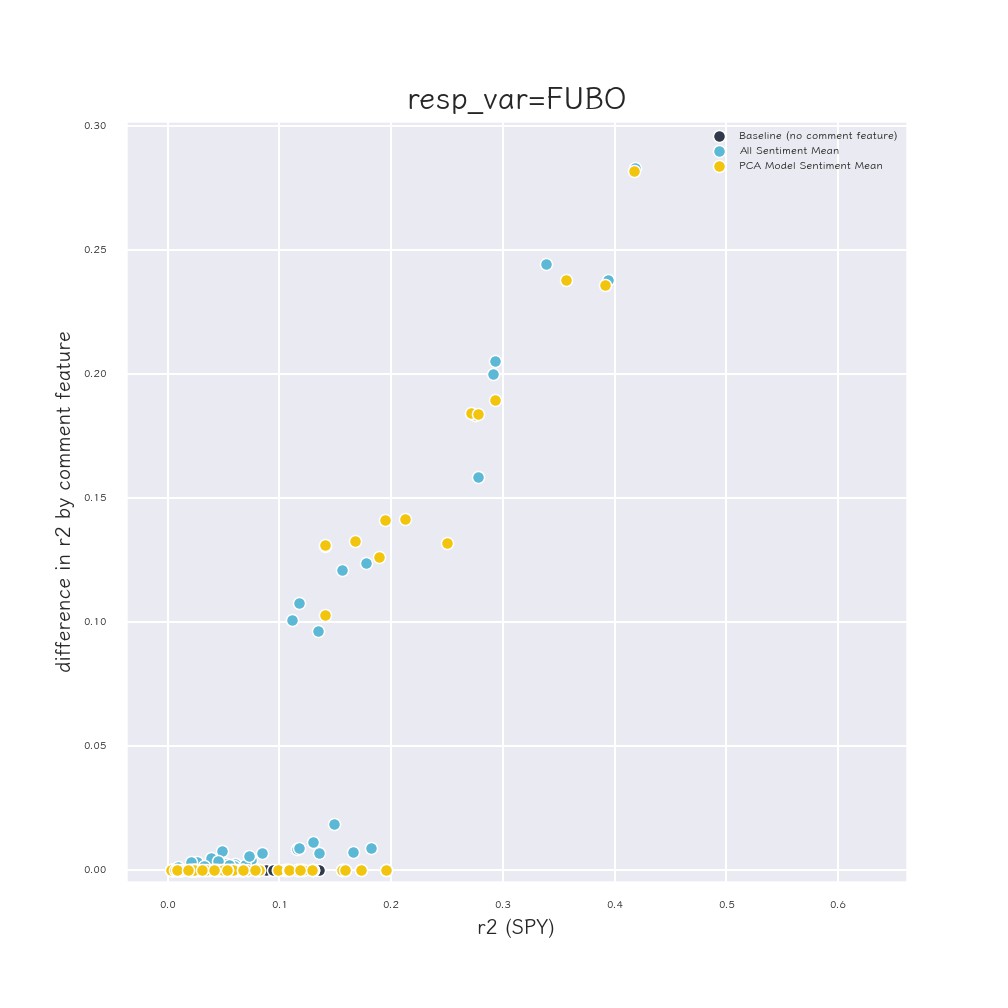 resp_var=FUBO
Baseline (no comment feature)
All Sentiment Mean
PCA Model Sentiment Mean
0.30
0.25
0.20
0.15
0.10
0.05
0.00
difference in r2 by comment feature
0.0 0.1 0.2 0.3 0.4 0.5 0.6
r2 (SPY)